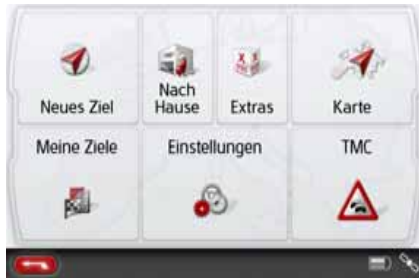 Neues Ziel
Nach
Hause
Extras
Karte
Meine Ziele
Einstellungen
TMC